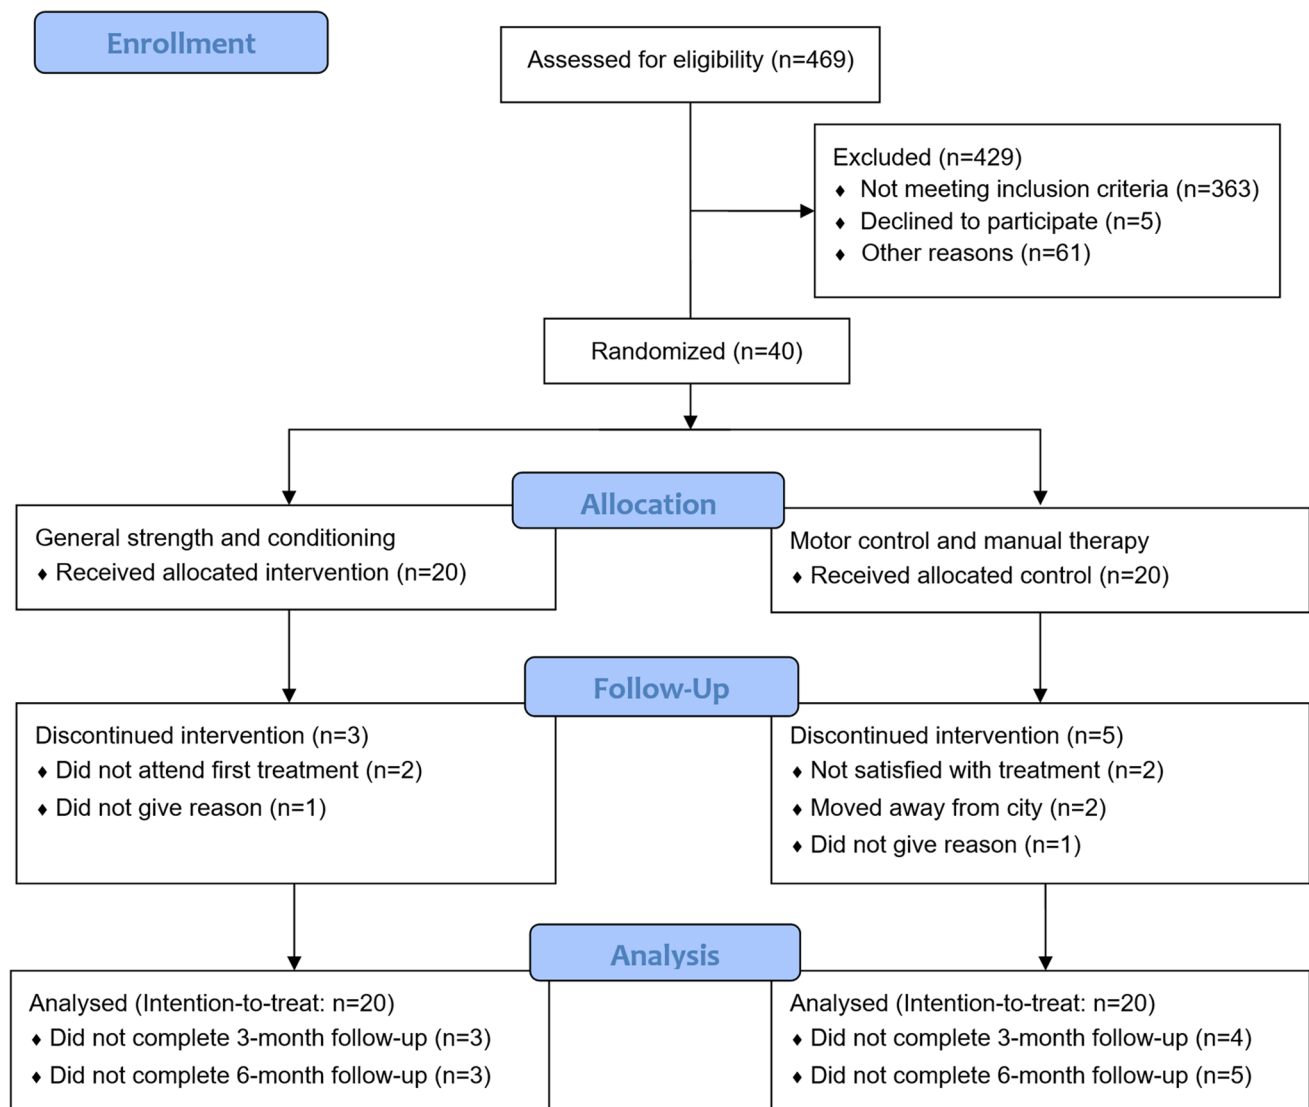 Enrollment
Assessed for eligibility (n=469)
Excluded (n=429)
♦ Not meeting inclusion criteria (n=363)
♦ Declined to participate (n=5)
♦ Other reasons (n=61)
Randomized (n=40)
Allocation
General strength and conditioning
♦ Received allocated intervention (n=20)
Motor control and manual therapy
♦ Received allocated control (n=20)
Follow-Up
Discontinued intervention (n=3)
♦ Did not attend first treatment (n=2)
♦ Did not give reason (n=1)
Discontinued intervention (n=5)
♦ Not satisfied with treatment (n=2)
♦ Moved away from city (n=2)
♦ Did not give reason (n=1)
Analysis
Analysed (Intention-to-treat: n=20)
♦ Did not complete 3-month follow-up (n=3)
♦ Did not complete 6-month follow-up (n=3)
Analysed (Intention-to-treat: n=20)
♦ Did not complete 3-month follow-up (n=4)
♦ Did not complete 6-month follow-up (n=5)